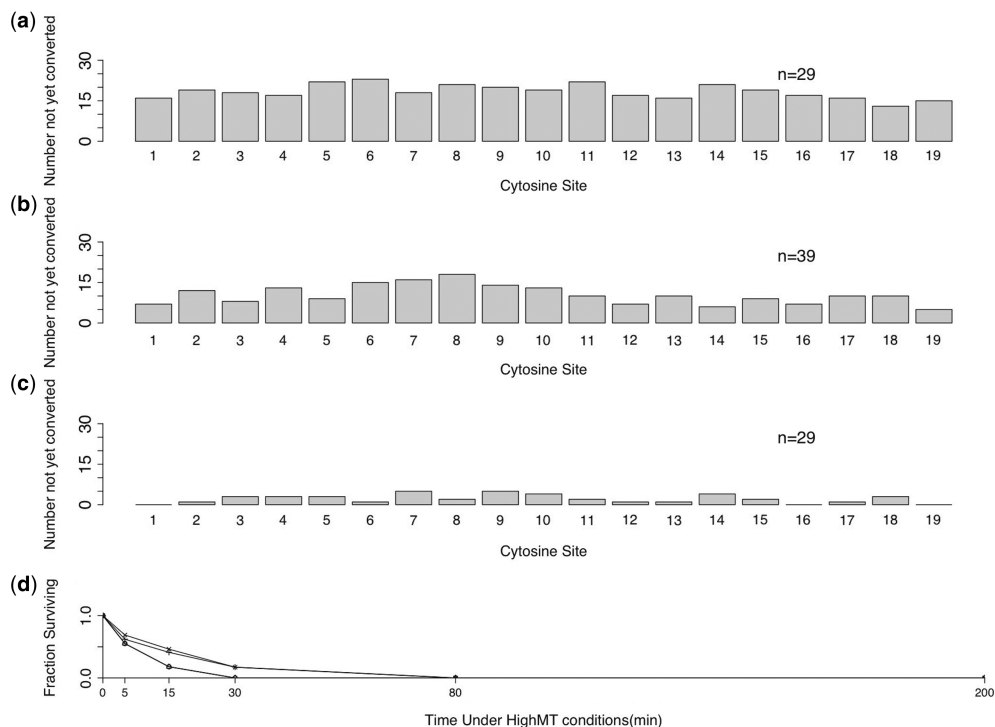 (a)
Number not yet converted
30
15
0
n=29
1 2 3 4 5 6 7 8 9 10 11 12 13 14 15 16 17 18 19
Cytosine Site
(b)
Number not yet converted
30
15
0
n=39
1 2 3 4 5 6 7 8 9 10 11 12 13 14 15 16 17 18 19
Cytosine Site
(c)
Number not yet converted
30
15
0
n=29
1 2 3 4 5 6 7 8 9 10 11 12 13 14 15 16 17 18 19
Cytosine Site
(d)
Fraction Surviving
1.0
0.0
0 5 15 30 80 200
Time Under HighMT conditions(min)